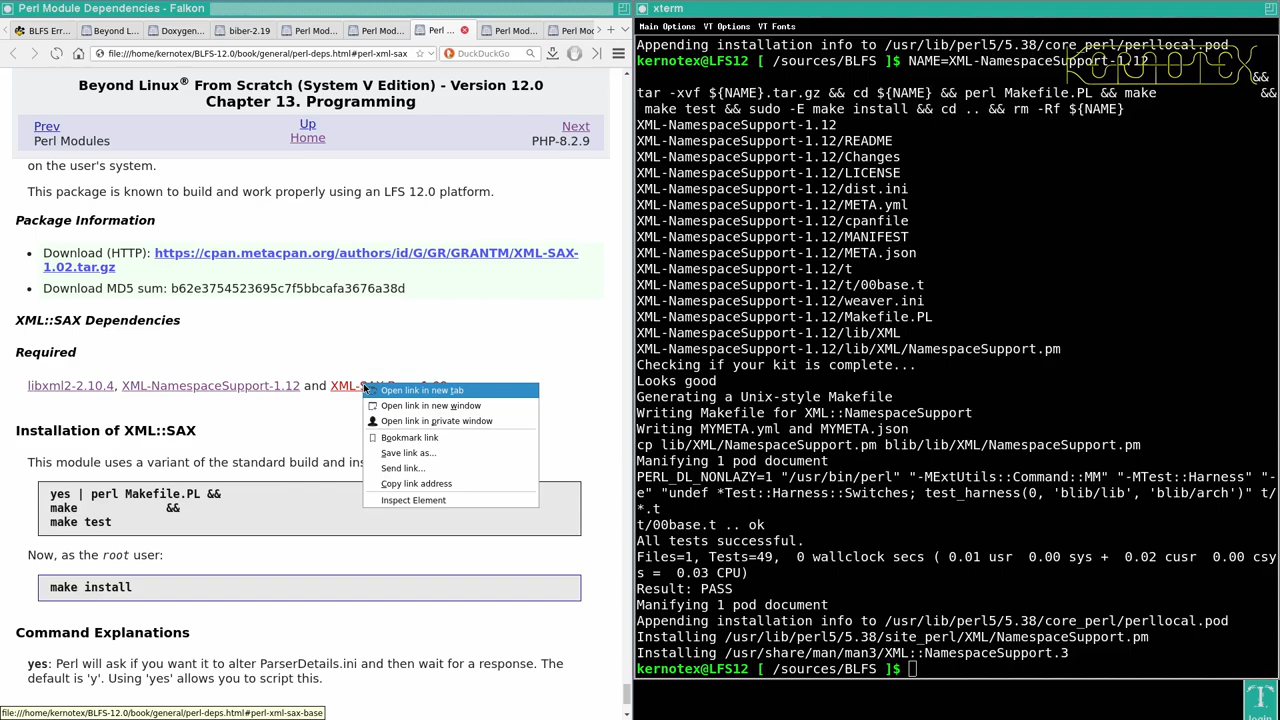 Perl Module Dependencies - Falkon
BLFS Err...
Beyond L...
Doxygen...
biber-2.19
Perl Mod...
Perl Mod...
Perl ...
Perl Mod...
Perl Mo
file:///home/kernotex/BLFS-12.0/book/general/perl-deps.html#perl-xml-sax
DuckDuckGo
Beyond Linux® From Scratch (System V Edition) - Version 12.0
Chapter 13. Programming
Prev
Up
Next
Perl Modules
Home
PHP-8.2.9
on the user's system.
This package is known to build and work properly using an LFS 12.0 platform.
Package Information
• Download (HTTP): https://cpan.metacpan.org/authors/id/G/GR/GRANTM/XML-SAX-
1.02.tar.gz
• Download MD5 sum: b62e3754523695c7f5bbcafa3676a38d
XML::SAX Dependencies
Required
libxml2-2.10.4, XML-NamespaceSupport-1.12 and
Open link in new tab
Open link in new window
Open link in private window
Bookmark link
Save link as...
Send link...
Copy link address
Inspect Element
Installation of XML::SAX
This module uses a variant of the standard build and
yes | perl Makefile.PL &&
make &&
make test
Now, as the root user:
make install
Command Explanations
yes: Perl will ask if you want it to alter ParserDetails.ini and then wait for a response. The
default is 'y'. Using 'yes' allows you to script this.
file:///home/kernotex/BLFS-12.0/book/general/perl-deps.html#perl-xml-sax-base
xterm
Main Options VT Options VT Fonts
Appending installation info to /usr/lib/perl5/5.38/core_perl/perllocal.pod
kernotex@LFS12 [ /sources/BLFS ]$ NAME=XML-NamespaceSupport-1.12
&&
tar -xvf ${NAME}.tar.gz && cd ${NAME} && perl Makefile.PL && make &&
make test && sudo -E make install && cd .. && rm -Rf ${NAME}
XML-NamespaceSupport-1.12
XML-NamespaceSupport-1.12/README
XML-NamespaceSupport-1.12/Changes
XML-NamespaceSupport-1.12/LICENSE
XML-NamespaceSupport-1.12/dist.ini
XML-NamespaceSupport-1.12/META.yml
XML-NamespaceSupport-1.12/cpanfile
XML-NamespaceSupport-1.12/MANIFEST
XML-NamespaceSupport-1.12/META.json
XML-NamespaceSupport-1.12/t
XML-NamespaceSupport-1.12/t/00base.t
XML-NamespaceSupport-1.12/weaver.ini
XML-NamespaceSupport-1.12/Makefile.PL
XML-NamespaceSupport-1.12/lib/XML
XML-NamespaceSupport-1.12/lib/XML/NamespaceSupport.pm
Checking if your kit is complete...
Looks good
Generating a Unix-style Makefile
Writing Makefile for XML::NamespaceSupport
Writing MYMETA.yml and MYMETA.json
cp lib/XML/NamespaceSupport.pm blib/lib/XML/NamespaceSupport.pm
Manifying 1 pod document
PERL_DL_NONLAZY=1 "/usr/bin/perl" "-MExtUtils::Command::MM" "-MTest::Harness" "-
e" "undef *Test::Harness::Switches; test_harness(0, 'blib/lib', 'blib/arch')" t/
*.t
t/00base.t .. ok
All tests successful.
Files=1, Tests=49, 0 wallclock secs ( 0.01 usr 0.00 sys + 0.02 cusr 0.00 csy
s = 0.03 CPU)
Result: PASS
Manifying 1 pod document
Appending installation info to /usr/lib/perl5/5.38/core_perl/perllocal.pod
Installing /usr/lib/perl5/5.38/site_perl/XML/NamespaceSupport.pm
Installing /usr/share/man/man3/XML::NamespaceSupport.3
kernotex@LFS12 [ /sources/BLFS ]$
KERNOTEX
login